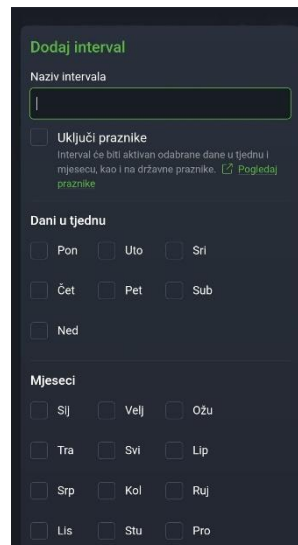 Dodaj interval
Naziv intervala
Uključi praznike
Interval će biti aktivan odabrane dane u tjednu i
mjesecu, kao i na državne praznike. Pogledaj
praznike
Dani u tjednu
Pon Uto Sri
Čet Pet Sub
Ned
Mjeseci
Sij Velj Ožu
Tra Svi Lip
Srp Kol Ruj
Lis Stu Pro